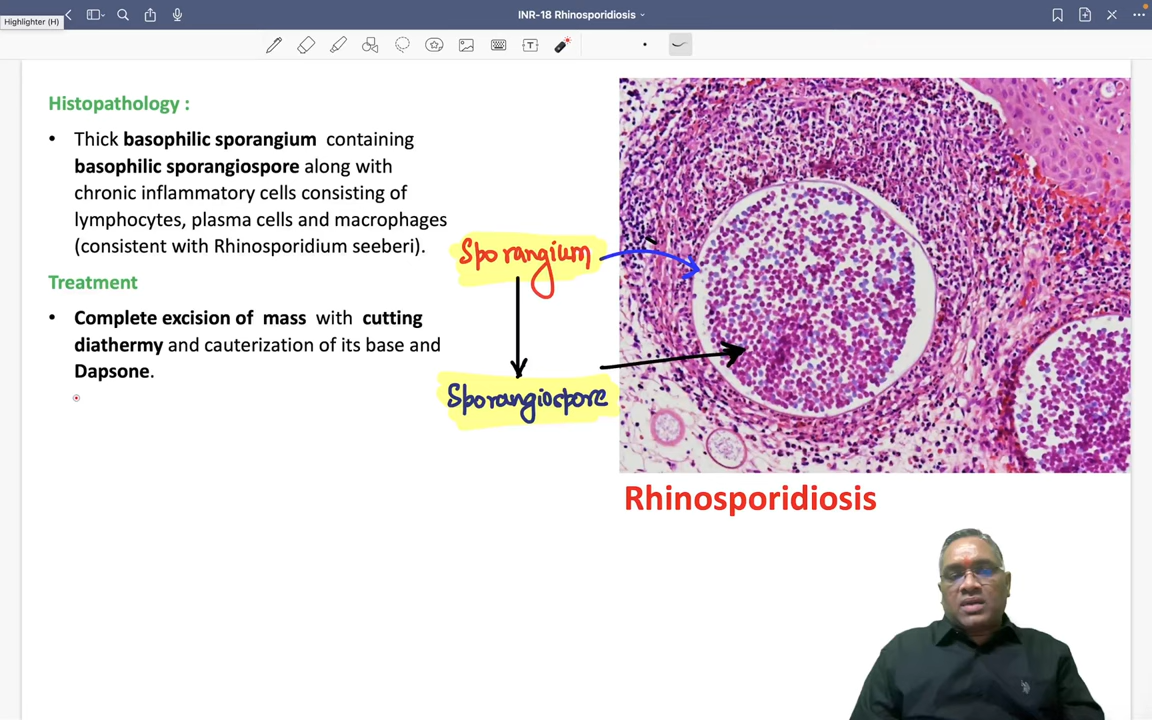 INR-18 Rhinosporidiosis
Highlighter (H)
Histopathology :
• Thick basophilic sporangium containing
basophilic sporangiospore along with
chronic inflammatory cells consisting of
lymphocytes, plasma cells and macrophages
(consistent with Rhinosporidium seeberi).
Treatment
• Complete excision of mass with cutting
diathermy and cauterization of its base and
Dapsone.
Sporangium
Sporangiospore
Rhinosporidiosis